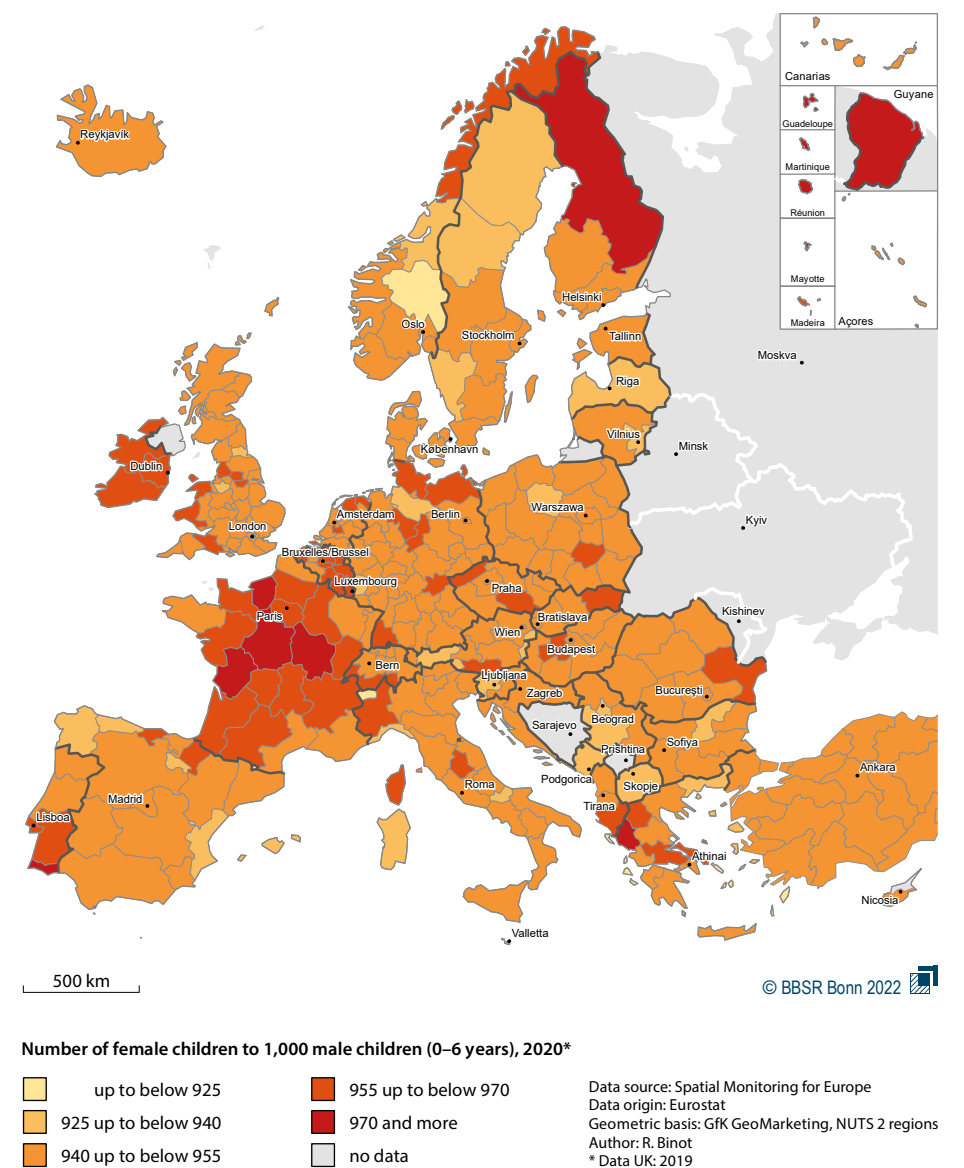 Canarias
Guyane
Guadeloupe
Martinique
Réunion
Mayotte
Madeira
Açores
Reykjavík
Helsinki
Oslo
Stockholm
Tallinn
Moskva
Riga
København
Vilnius
Minsk
Dublin
London
Amsterdam
Berlin
Warszawa
Kyiv
Bruxelles/Brussel
Luxembourg
Praha
Paris
Wien
Bratislava
Kishinev
Budapest
Bern
Ljubljana
Zagreb
Bucureşti
Sarajevo
Beograd
Prishtina
Sofiya
Podgorica
Skopje
Ankara
Madrid
Roma
Tirana
Lisboa
Athinai
Nicosia
Valletta
500 km
© BBSR Bonn 2022
Number of female children to 1,000 male children (0–6 years), 2020*
up to below 925
925 up to below 940
940 up to below 955
955 up to below 970
970 and more
no data
Data source: Spatial Monitoring for Europe
Data origin: Eurostat
Geometric basis: GfK GeoMarketing, NUTS 2 regions
Author: R. Binot
* Data UK: 2019